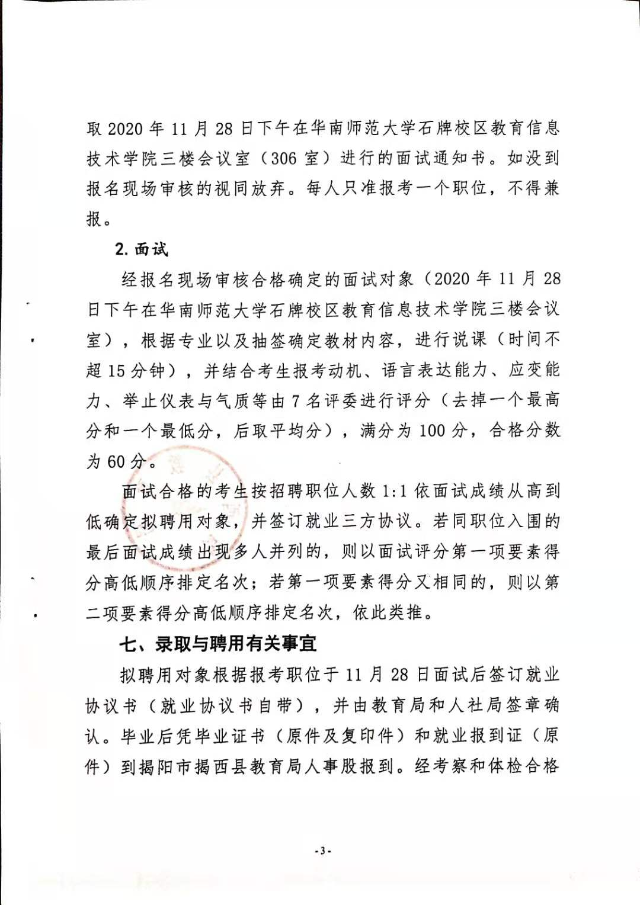 取 2020 年 11 月 28 日下午在华南师范大学石牌校区教育信息
技术学院三楼会议室（306 室）进行的面试通知书。如没到
报名现场审核的视同放弃。每人只准报考一个职位，不得兼
报。
2.面试
经报名现场审核合格确定的面试对象（2020 年 11 月 28
日下午在华南师范大学石牌校区教育信息技术学院三楼会议
室），根据专业以及抽签确定教材内容，进行说课（时间不
超 15 分钟），并结合考生报考动机、语言表达能力、应变能
力、举止仪表与气质等由 7 名评委进行评分（去掉一个最高
分和一个最低分，后取平均分），满分为 100 分，合格分数
为 60 分。
面试合格的考生按招聘职位人数 1:1 依面试成绩从高到
低确定拟聘用对象，并签订就业三方协议。若同职位入围的
最后面试成绩出现多人并列的，则以面试评分第一项要素得
分高低顺序排定名次；若第一项要素得分又相同的，则以第
二项要素得分高低顺序排定名次，依此类推。
七、录取与聘用有关事宜
拟聘用对象根据报考职位于 11 月 28 日面试后签订就业
协议书（就业协议书自带），并由教育局和人社局签章确
认。毕业后凭毕业证书（原件及复印件）和就业报到证（原
件）到揭阳市揭西县教育局人事股报到。经考察和体检合格
-3-